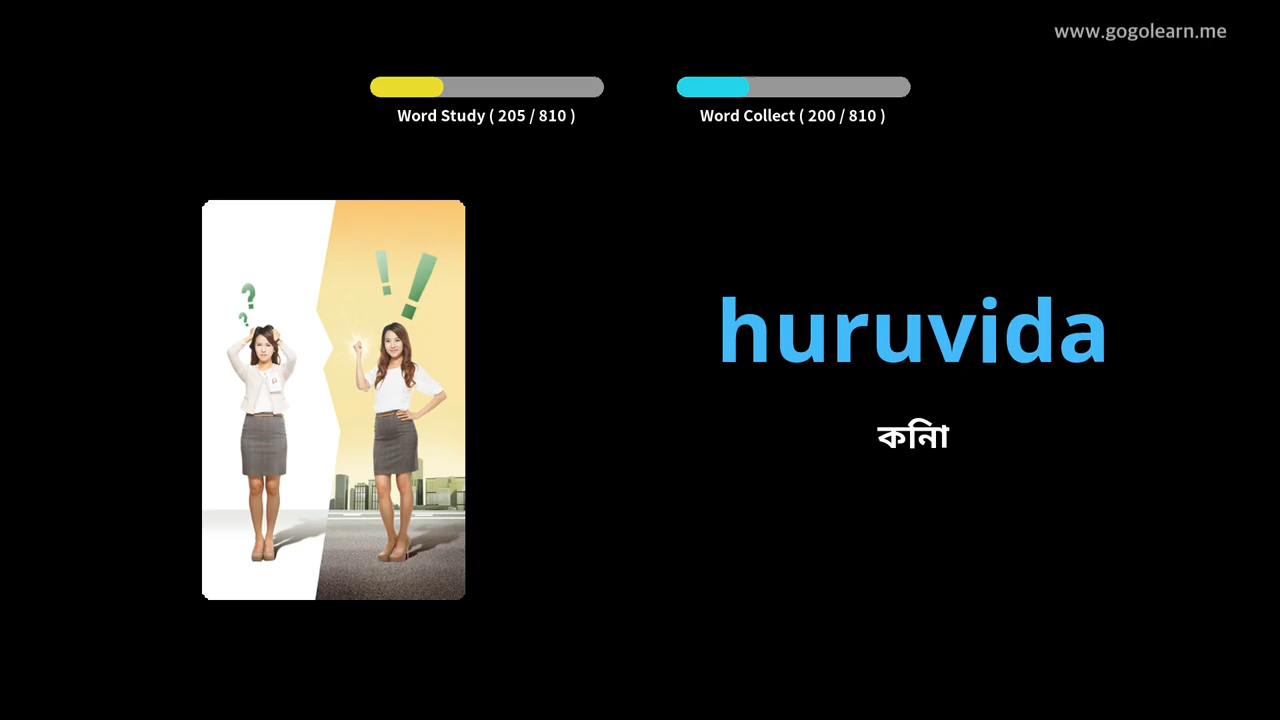 www.gogolearn.me
Word Study ( 205 / 810 )
Word Collect ( 200 / 810 )
? ? ! !
huruvida
কিনা